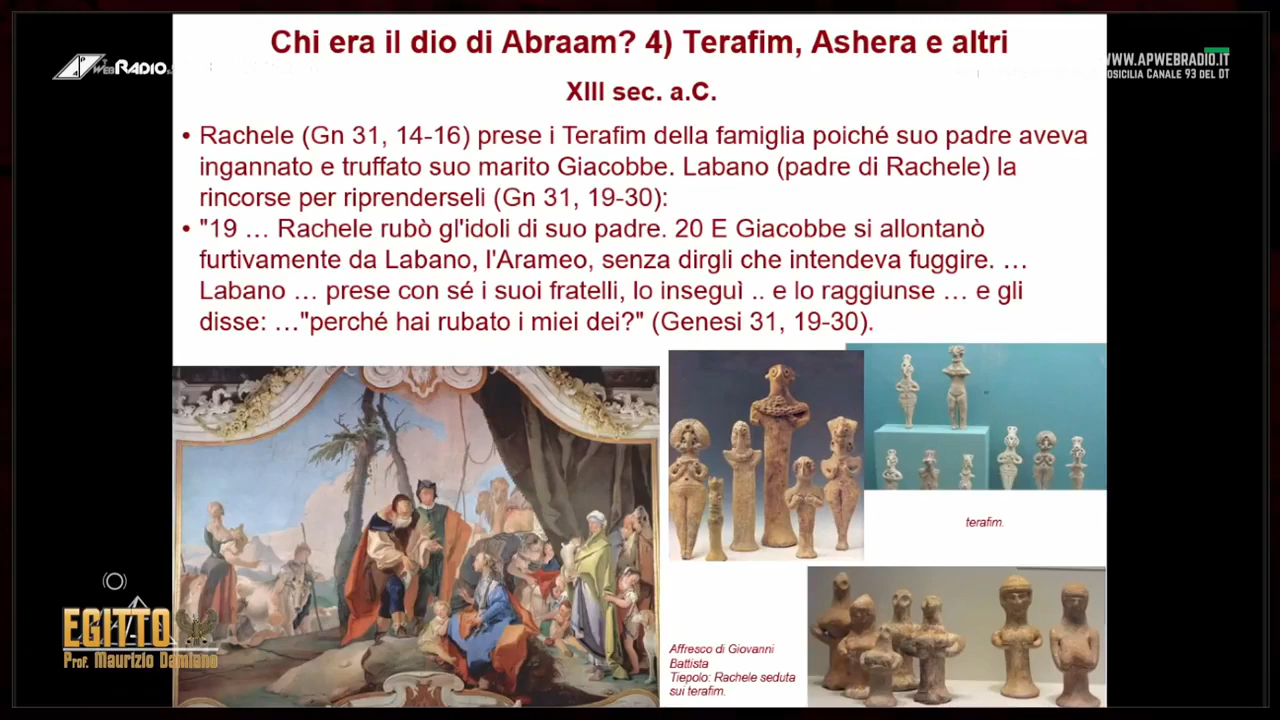 Chi era il dio di Abraam? 4) Terafim, Ashera e altri
XIII sec. a.C.
WEB RADIO
WWW.APWEBRADIO.IT
OSICILIA CANALE 93 DEL DT
• Rachele (Gn 31, 14-16) prese i Terafim della famiglia poiché suo padre aveva
ingannato e truffato suo marito Giacobbe. Labano (padre di Rachele) la
rincorse per riprenderseli (Gn 31, 19-30):
• "19 … Rachele rubò gl'idoli di suo padre. 20 E Giacobbe si allontanò
furtivamente da Labano, l'Arameo, senza dirgli che intendeva fuggire. …
Labano … prese con sé i suoi fratelli, lo inseguì .. e lo raggiunse … e gli
disse: …"perché hai rubato i miei dei?" (Genesi 31, 19-30).
terafim.
Affresco di Giovanni
Battista
Tiepolo: Rachele seduta
sui terafim.
EGITTO
Prof. Maurizio Damiano